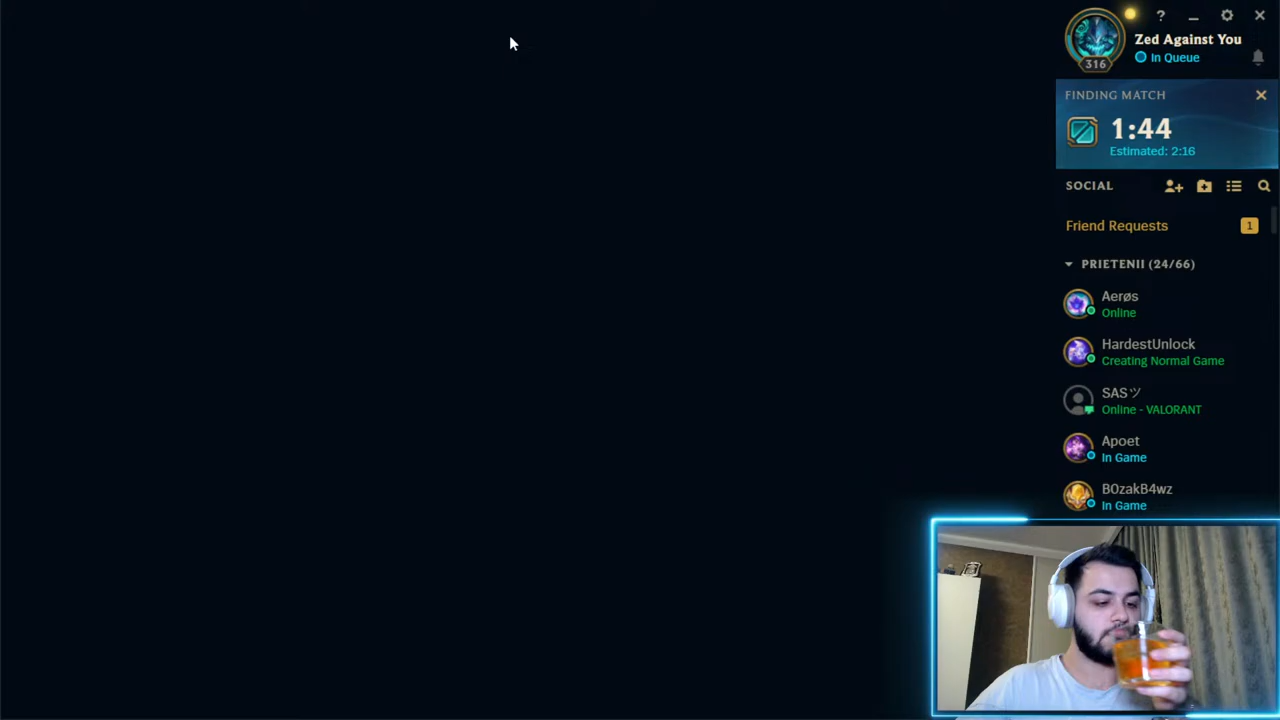 ?
Zed Against You
316
In Queue
FINDING MATCH
1:44
Estimated: 2:16
SOCIAL
Friend Requests
1
PRIETENII (24/66)
Aerøs
Online
HardestUnlock
Creating Normal Game
SASツ
Online - VALORANT
Apoet
In Game
B0zakB4wz
In Game